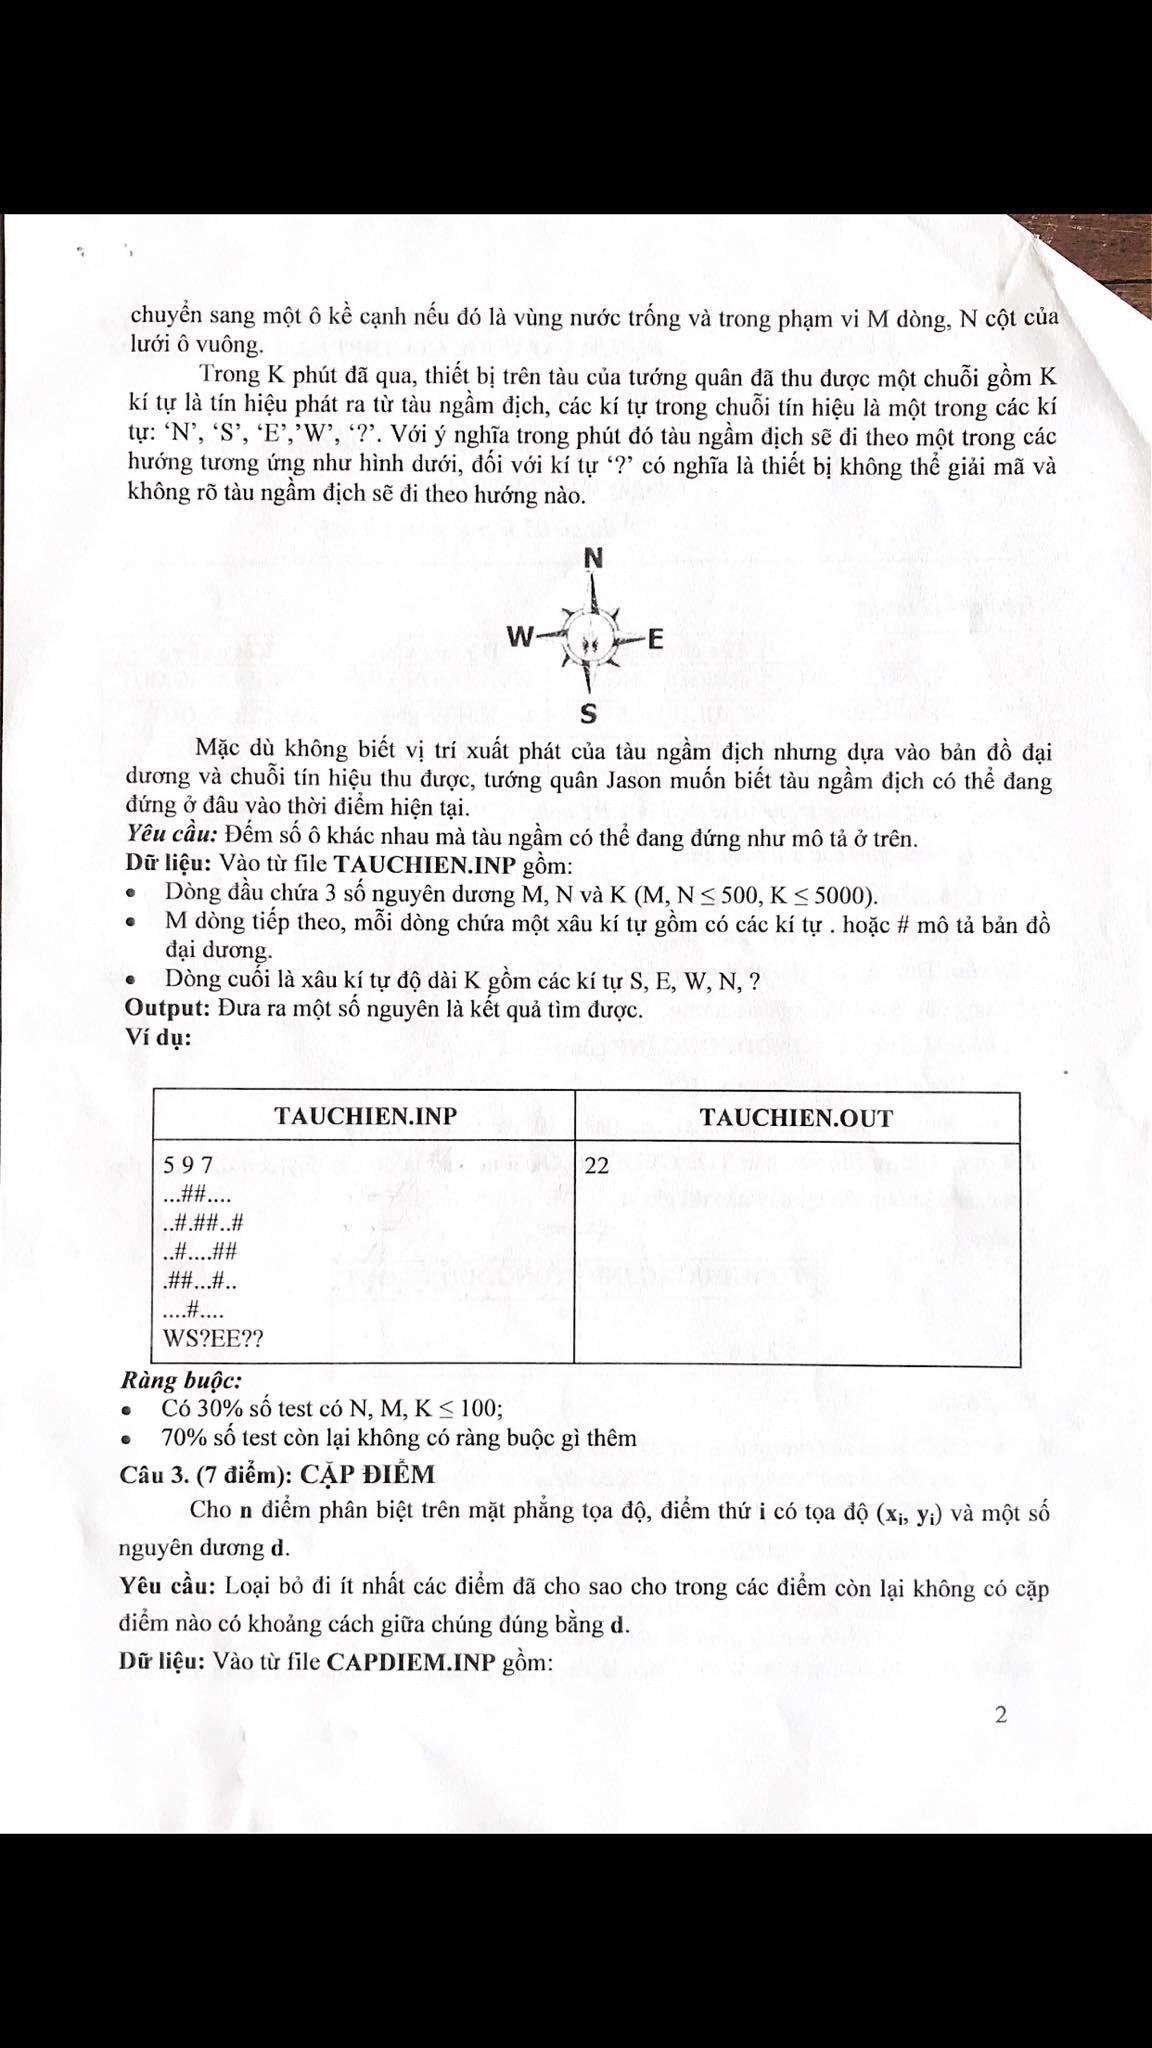 chuyển sang một ô kề cạnh nếu đó là vùng nước trống và trong phạm vi M dòng, N cột của
lưới ô vuông.
Trong K phút đã qua, thiết bị trên tàu của tướng quân đã thu được một chuỗi gồm K
kí tự là tín hiệu phát ra từ tàu ngầm địch, các kí tự trong chuỗi tín hiệu là một trong các kí
tự: ‘N’, ‘S’, ‘E’,’W’, ‘?’. Với ý nghĩa trong phút đó tàu ngầm địch sẽ đi theo một trong các
hướng tương ứng như hình dưới, đối với kí tự ‘?’ có nghĩa là thiết bị không thể giải mã và
không rõ tàu ngầm địch sẽ đi theo hướng nào.
N
W E
S
Mặc dù không biết vị trí xuất phát của tàu ngầm địch nhưng dựa vào bản đồ đại
dương và chuỗi tín hiệu thu được, tướng quân Jason muốn biết tàu ngầm địch có thể đang
đứng ở đâu vào thời điểm hiện tại.
Yêu cầu: Đếm số ô khác nhau mà tàu ngầm có thể đang đứng như mô tả ở trên.
Dữ liệu: Vào từ file TAUCHIEN.INP gồm:
• Dòng đầu chứa 3 số nguyên dương M, N và K (M, N ≤ 500, K ≤ 5000).
• M dòng tiếp theo, mỗi dòng chứa một xâu kí tự gồm có các kí tự . hoặc # mô tả bản đồ
đại dương.
• Dòng cuối là xâu kí tự độ dài K gồm các kí tự S, E, W, N, ?
Output: Đưa ra một số nguyên là kết quả tìm được.
Ví dụ:
TAUCHIEN.INP TAUCHIEN.OUT
5 9 7 22
...##....
..#.##..#
..#....##
.##...#..
....#....
WS?EE??
Ràng buộc:
• Có 30% số test có N, M, K ≤ 100;
• 70% số test còn lại không có ràng buộc gì thêm
Câu 3. (7 điểm): CẶP ĐIỂM
Cho n điểm phân biệt trên mặt phẳng tọa độ, điểm thứ i có tọa độ (xi, yi) và một số
nguyên dương d.
Yêu cầu: Loại bỏ đi ít nhất các điểm đã cho sao cho trong các điểm còn lại không có cặp
điểm nào có khoảng cách giữa chúng đúng bằng d.
Dữ liệu: Vào từ file CAPDIEM.INP gồm:
2